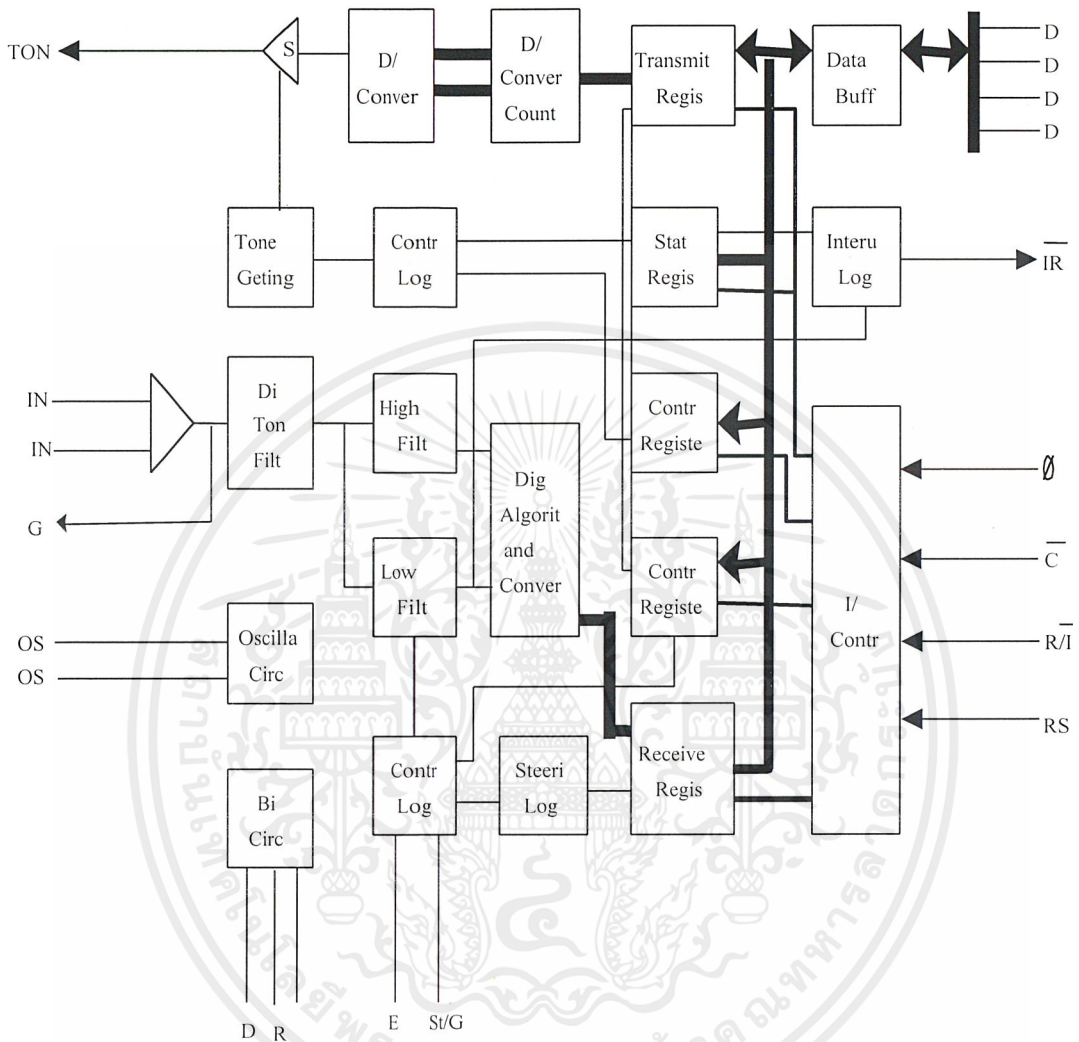 TON
S
D/
Conver
D/
Conver
Count
Transmit
Regis
Data
Buff
D
D
D
D
Tone
Geting
Contr
Log
Stat
Regis
Interu
Log
IR
IN
IN
G
Di
Ton
Filt
High
Filt
Low
Filt
Dig
Algorit
and
Conver
Contr
Registe
Contr
Registe
I/
Contr
Ø
C
R/I
RS
OS
OS
Oscilla
Circ
Bi
Circ
Contr
Log
Steeri
Log
Receive
Regis
D
R
E
St/G